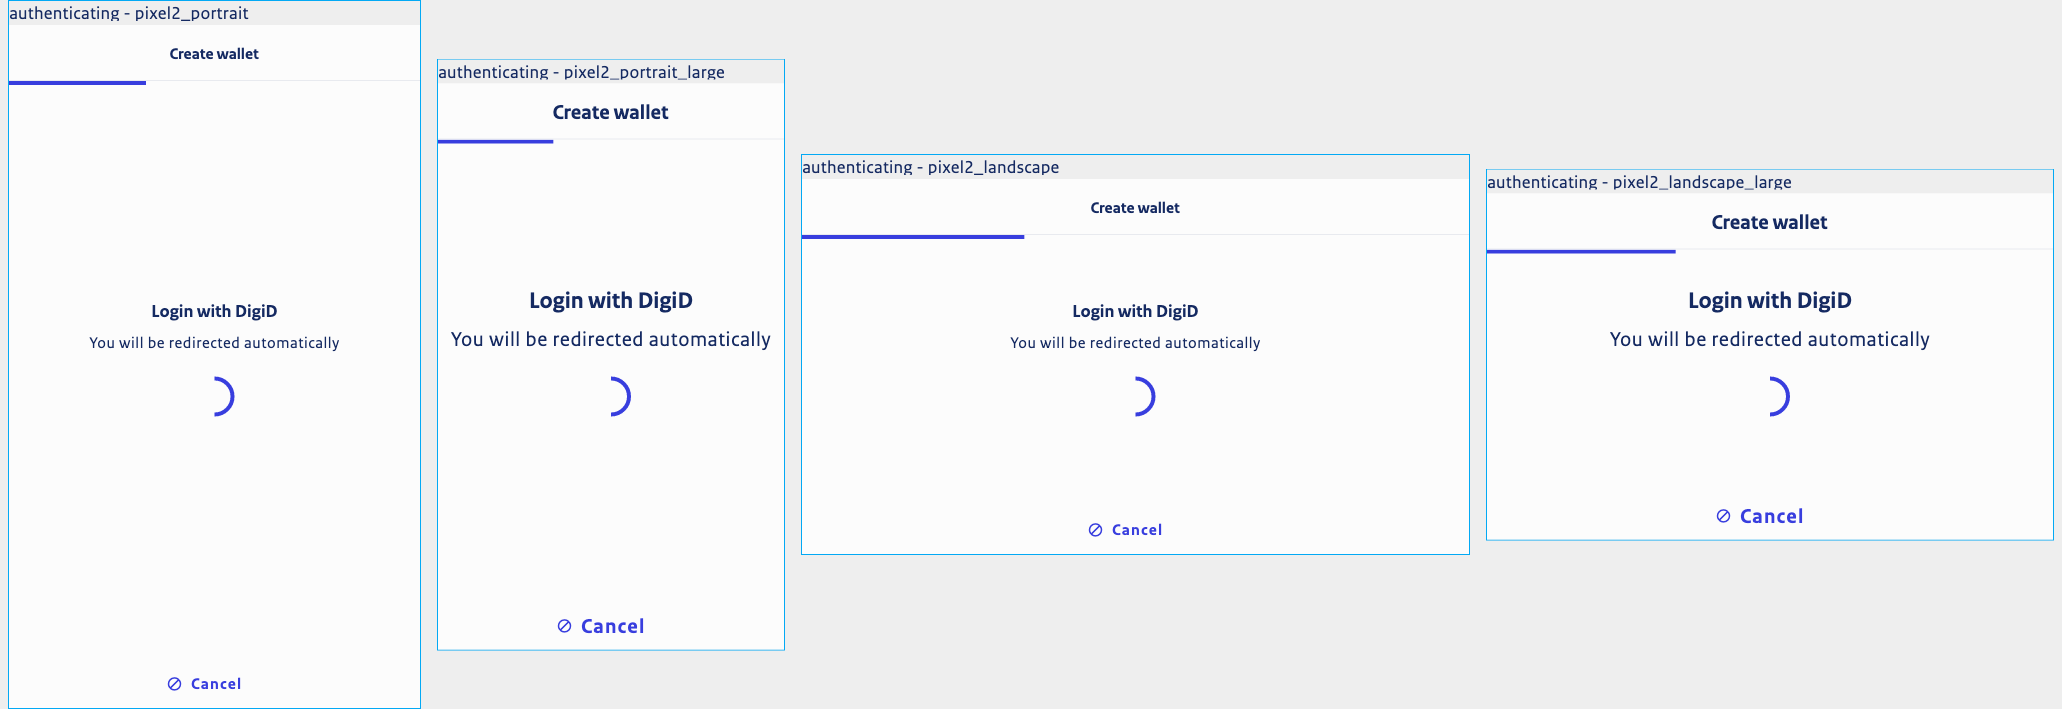 authenticating - pixel2_portrait
Create wallet
Login with DigiD
You will be redirected automatically
Cancel
authenticating - pixel2_portrait_large
Create wallet
Login with DigiD
You will be redirected automatically
Cancel
authenticating - pixel2_landscape
Create wallet
Login with DigiD
You will be redirected automatically
Cancel
authenticating - pixel2_landscape_large
Create wallet
Login with DigiD
You will be redirected automatically
Cancel